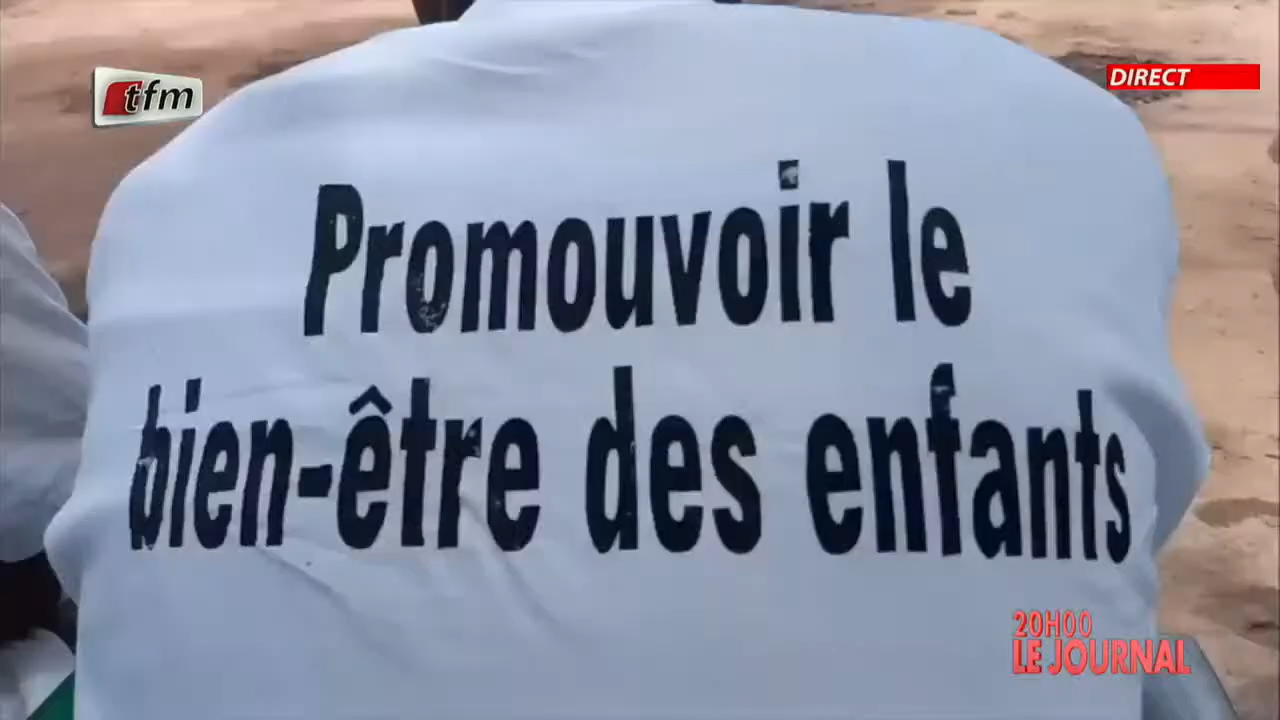 tfm
DIRECT
Promouvoir le
bien-être des enfants
20H00
LE JOURNAL